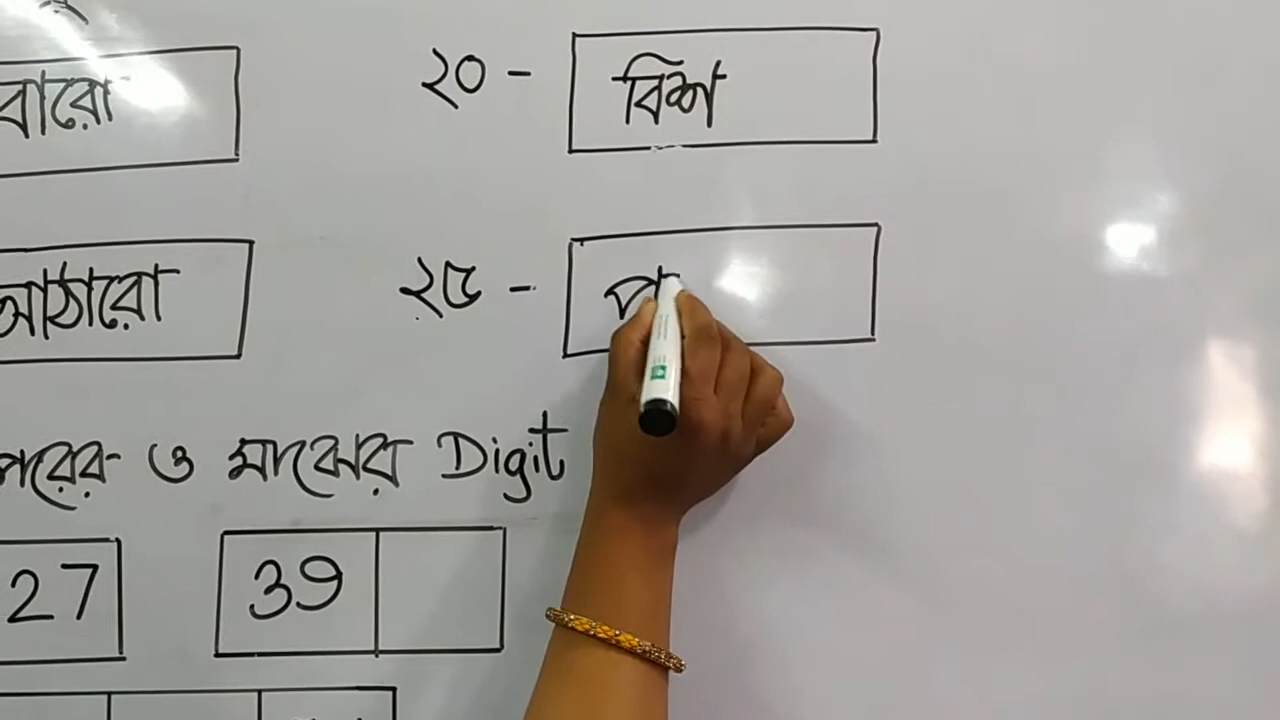 বারো ২০ - বিশ
আঠারো ২৫ - প
পরের ও মাঝের Digit
27 39